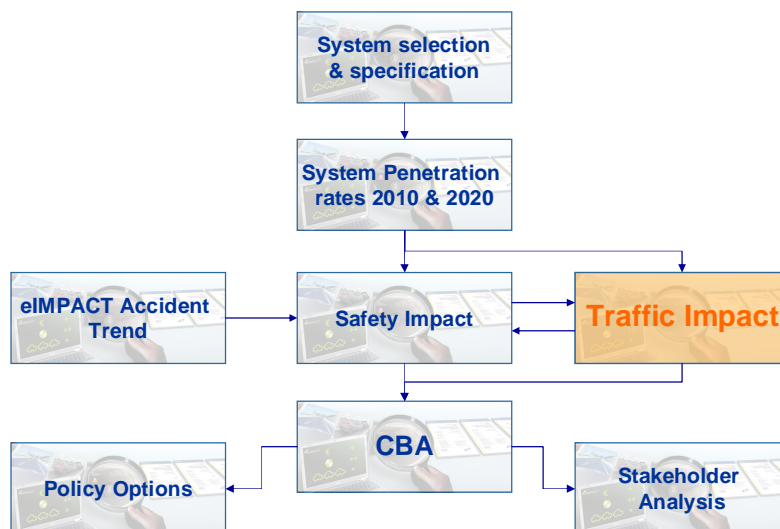 System selection
& specification
System Penetration
rates 2010 & 2020
eIMPACT Accident
Trend
Safety Impact
Traffic Impact
CBA
Policy Options
Stakeholder
Analysis